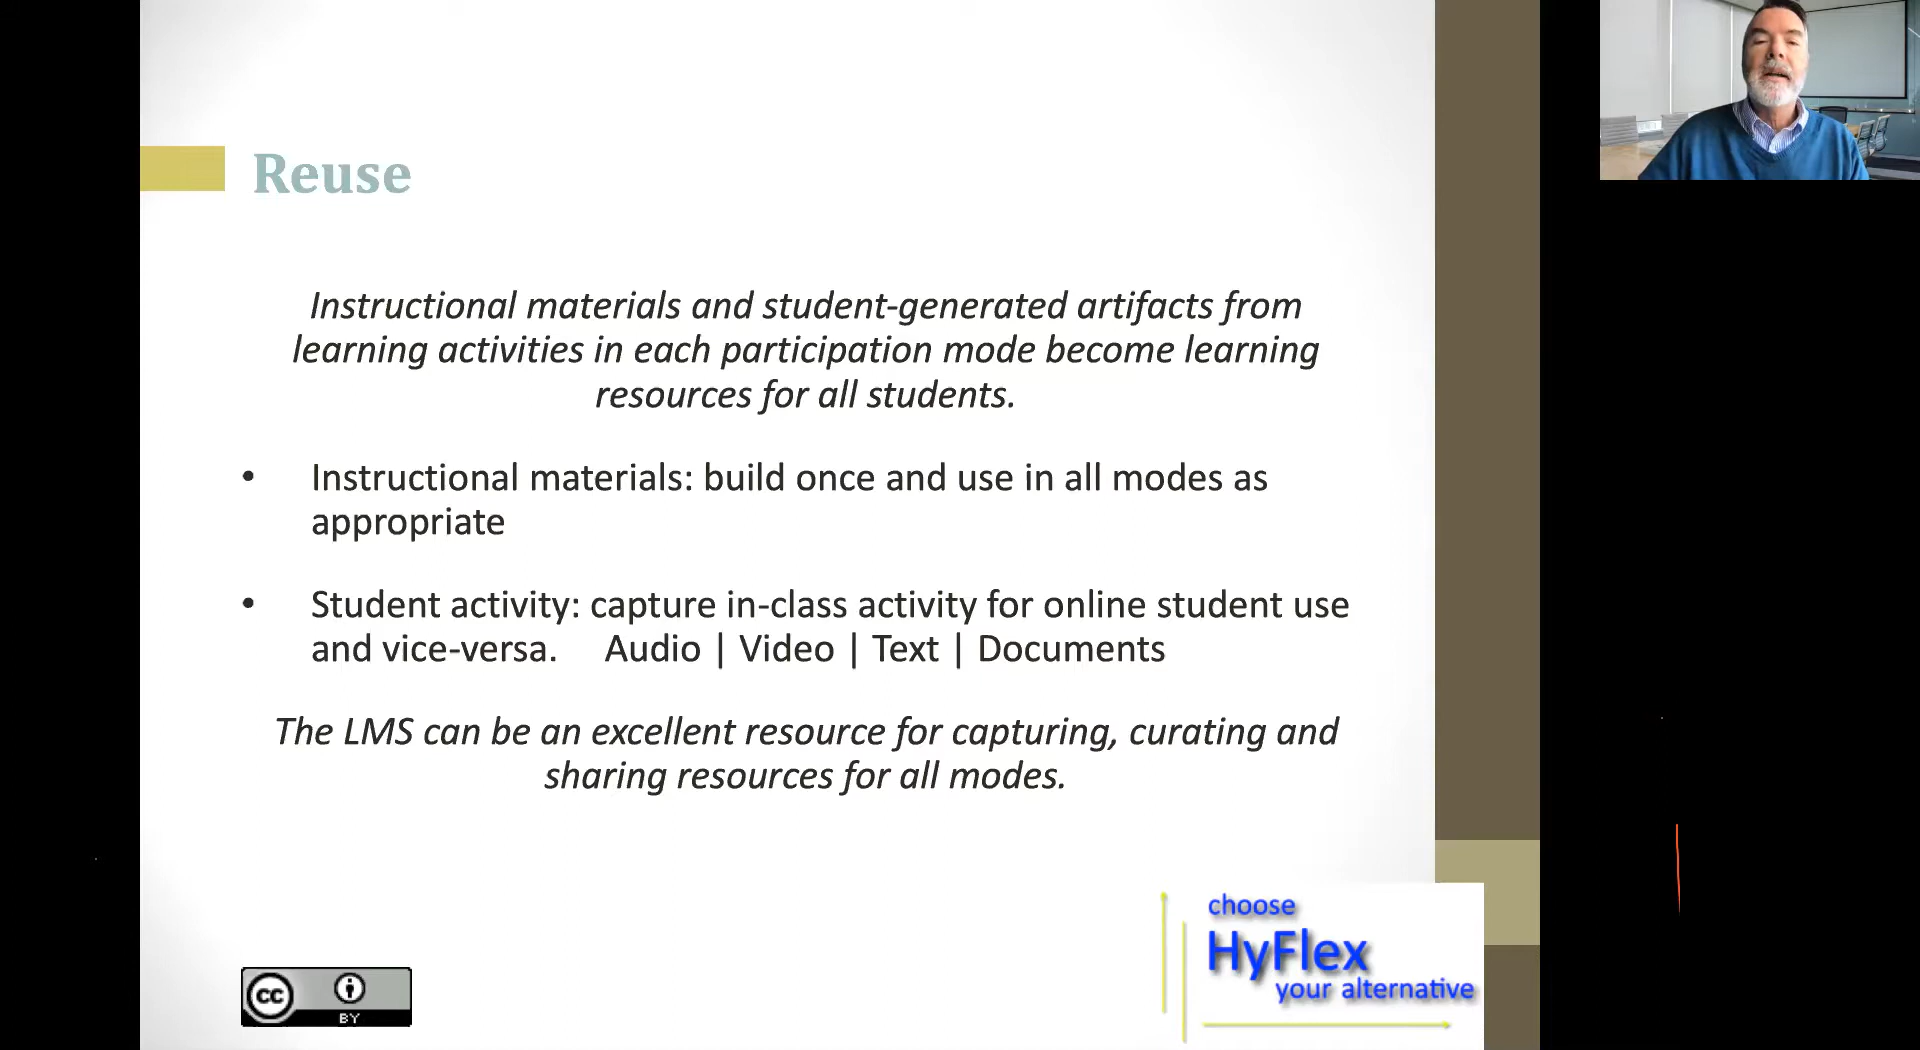 Reuse
Instructional materials and student-generated artifacts from
learning activities in each participation mode become learning
resources for all students.
• Instructional materials: build once and use in all modes as
appropriate
• Student activity: capture in-class activity for online student use
and vice-versa. Audio | Video | Text | Documents
The LMS can be an excellent resource for capturing, curating and
sharing resources for all modes.
choose
HyFlex
your alternative
cc
BY